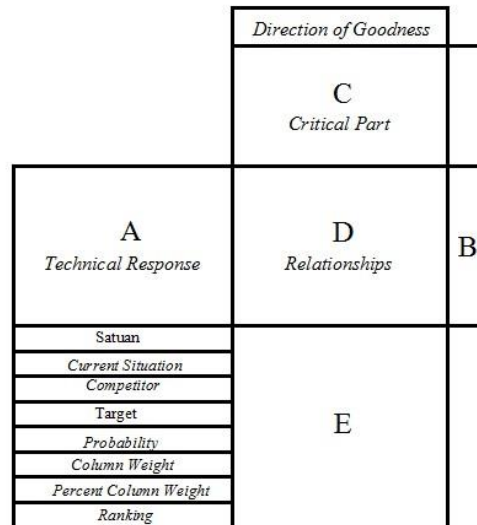 Direction of Goodness
C
Critical Part
A
Technical Response
D
Relationships
B
Satuan
Current Situation
Competitor
Target
Probability
Column Weight
Percent Column Weight
Ranking
E